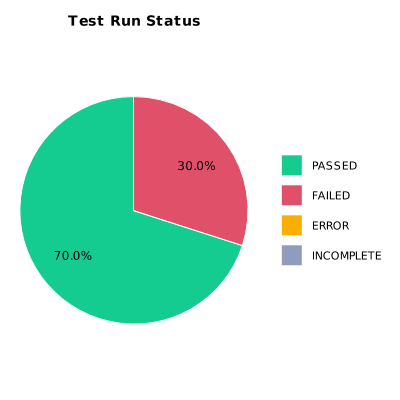 Test Run Status
30.0%
70.0%
PASSED
FAILED
ERROR
INCOMPLETE